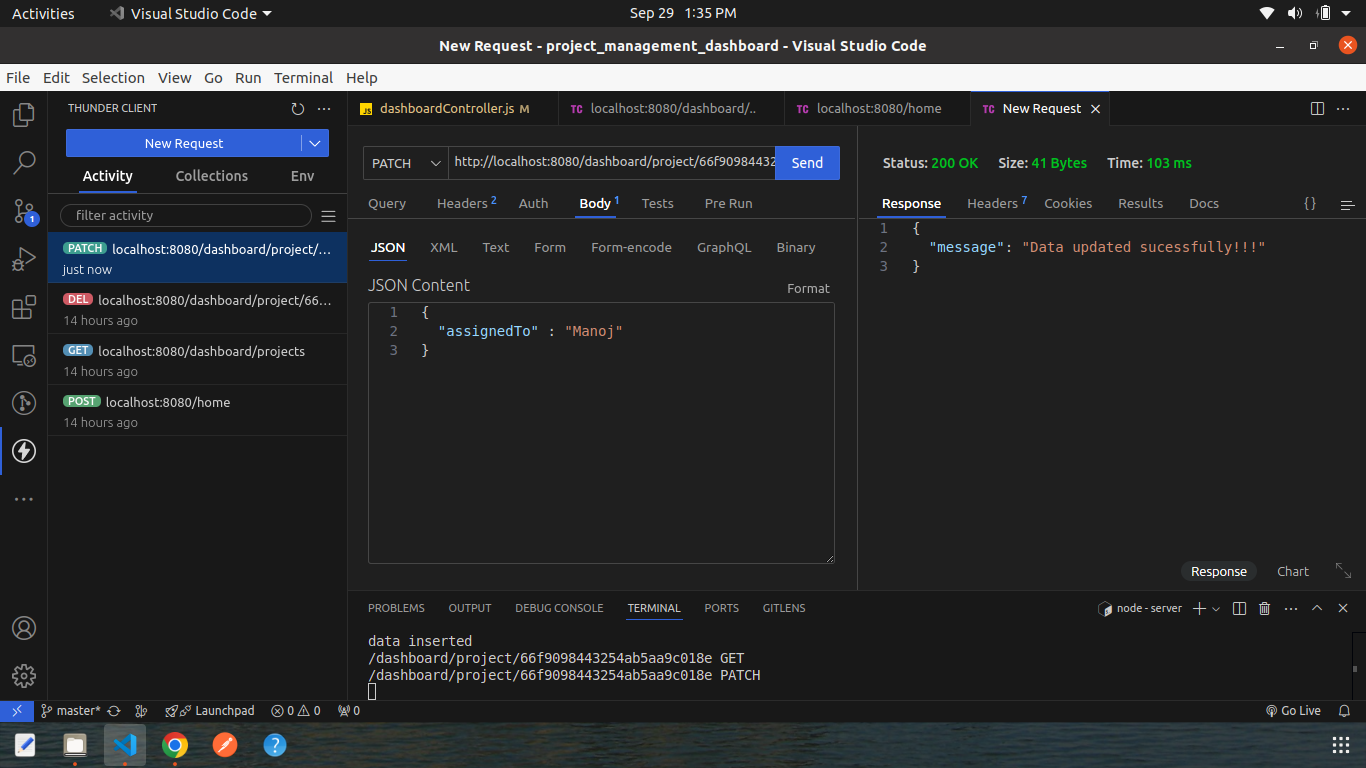 Activities
Visual Studio Code
Sep 29 1:35 PM
New Request - project_management_dashboard - Visual Studio Code
File Edit Selection View Go Run Terminal Help
THUNDER CLIENT
New Request
Activity Collections Env
filter activity
PATCH localhost:8080/dashboard/project/...
just now
DEL localhost:8080/dashboard/project/66...
14 hours ago
GET localhost:8080/dashboard/projects
14 hours ago
POST localhost:8080/home
14 hours ago
1
JS dashboardController.js M
TC localhost:8080/dashboard/..
TC localhost:8080/home
TC New Request
PATCH http://localhost:8080/dashboard/project/66f90984432 Send
Query Headers 2 Auth Body 1 Tests Pre Run
JSON XML Text Form Form-encode GraphQL Binary
JSON Content Format
1 {
2 "assignedTo" : "Manoj"
3 }
Status: 200 OK Size: 41 Bytes Time: 103 ms
Response Headers 7 Cookies Results Docs { }
1 {
2 "message": "Data updated sucessfully!!!"
3 }
Response Chart
PROBLEMS OUTPUT DEBUG CONSOLE TERMINAL PORTS GITLENS
node - server
data inserted
/dashboard/project/66f9098443254ab5aa9c018e GET
/dashboard/project/66f9098443254ab5aa9c018e PATCH
master* Launchpad 0 0 0 Go Live